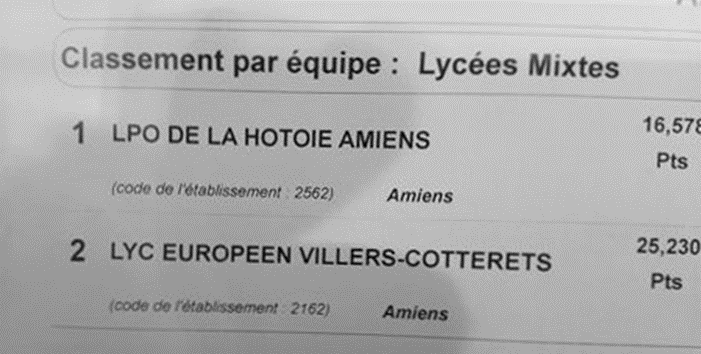 Classement par équipe : Lycées Mixtes
1 LPO DE LA HOTOIE AMIENS 16,578
Pts
(code de l'établissement : 2562) Amiens
2 LYC EUROPEEN VILLERS-COTTERETS 25,230
Pts
(code de l'établissement : 2162) Amiens